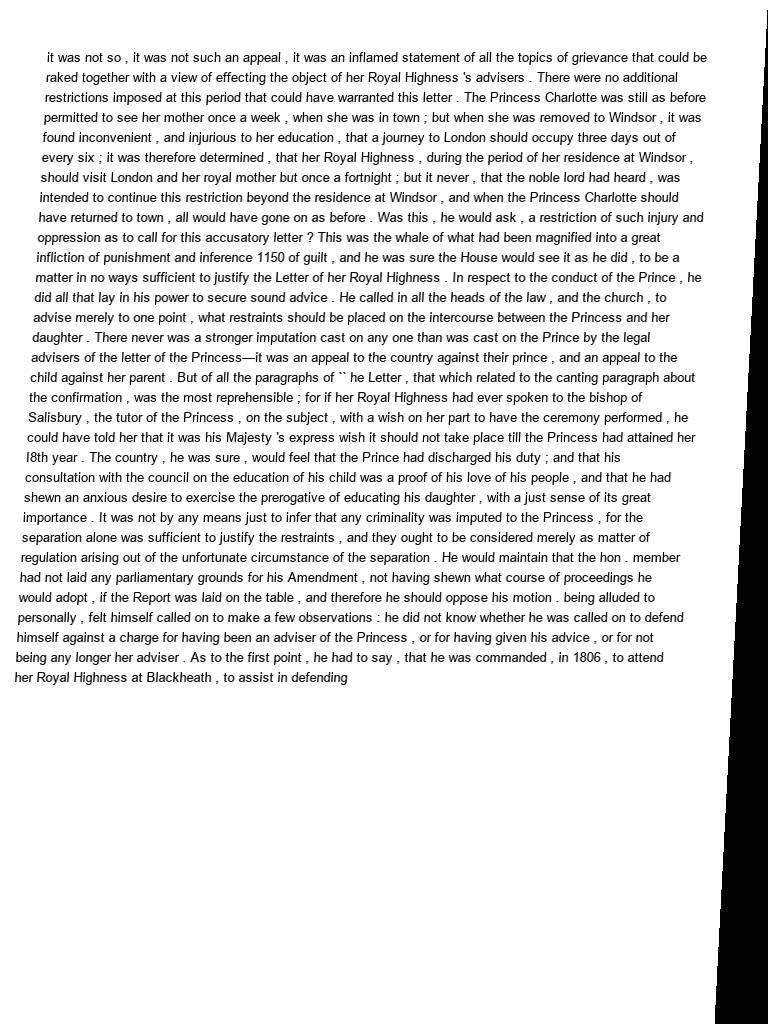 it was not so , it was not such an appeal , it was an inflamed statement of all the topics of grievance that could be
raked together with a view of effecting the object of her Royal Highness 's advisers . There were no additional
restrictions imposed at this period that could have warranted this letter . The Princess Charlotte was still as before
permitted to see her mother once a week , when she was in town ; but when she was removed to Windsor , it was
found inconvenient , and injurious to her education , that a journey to London should occupy three days out of
every six ; it was therefore determined , that her Royal Highness , during the period of her residence at Windsor ,
should visit London and her royal mother but once a fortnight ; but it never , that the noble lord had heard , was
intended to continue this restriction beyond the residence at Windsor , and when the Princess Charlotte should
have returned to town , all would have gone on as before . Was this , he would ask , a restriction of such injury and
oppression as to call for this accusatory letter ? This was the whale of what had been magnified into a great
infliction of punishment and inference 1150 of guilt , and he was sure the House would see it as he did , to be a
matter in no ways sufficient to justify the Letter of her Royal Highness . In respect to the conduct of the Prince , he
did all that lay in his power to secure sound advice . He called in all the heads of the law , and the church , to
advise merely to one point , what restraints should be placed on the intercourse between the Princess and her
daughter . There never was a stronger imputation cast on any one than was cast on the Prince by the legal
advisers of the letter of the Princess—it was an appeal to the country against their prince , and an appeal to the
child against her parent . But of all the paragraphs of `` he Letter , that which related to the canting paragraph about
the confirmation , was the most reprehensible ; for if her Royal Highness had ever spoken to the bishop of
Salisbury , the tutor of the Princess , on the subject , with a wish on her part to have the ceremony performed , he
could have told her that it was his Majesty 's express wish it should not take place till the Princess had attained her
l8th year . The country , he was sure , would feel that the Prince had discharged his duty ; and that his
consultation with the council on the education of his child was a proof of his love of his people , and that he had
shewn an anxious desire to exercise the prerogative of educating his daughter , with a just sense of its great
importance . It was not by any means just to infer that any criminality was imputed to the Princess , for the
separation alone was sufficient to justify the restraints , and they ought to be considered merely as matter of
regulation arising out of the unfortunate circumstance of the separation . He would maintain that the hon . member
had not laid any parliamentary grounds for his Amendment , not having shewn what course of proceedings he
would adopt , if the Report was laid on the table , and therefore he should oppose his motion . being alluded to
personally , felt himself called on to make a few observations : he did not know whether he was called on to defend
himself against a charge for having been an adviser of the Princess , or for having given his advice , or for not
being any longer her adviser . As to the first point , he had to say , that he was commanded , in 1806 , to attend
her Royal Highness at Blackheath , to assist in defending